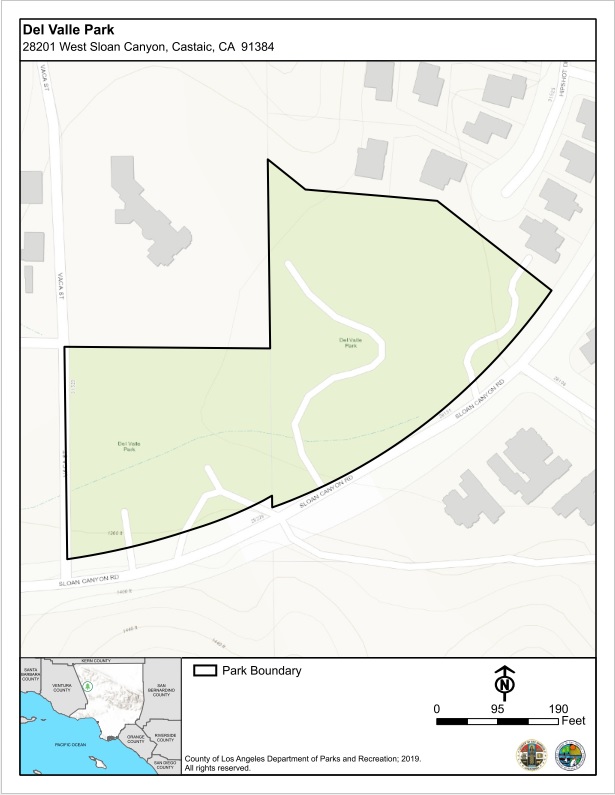 Del Valle Park
28201 West Sloan Canyon, Castaic, CA  91384
VACA ST
HIPSHOT DR
VACA ST
Del Valle
Park
Del Valle
Park
SLOAN CANYON RD
SLOAN CANYON RD
SLOAN CANYON RD
KERN COUNTY
SANTA
BARBARA
COUNTY
VENTURA
COUNTY
SAN
BERNARDINO
COUNTY
ORANGE
COUNTY
RIVERSIDE
COUNTY
SAN DIEGO
COUNTY
PACIFIC OCEAN
Park Boundary
N
0 95 190
Feet
County of Los Angeles Department of Parks and Recreation; 2019.
All rights reserved.